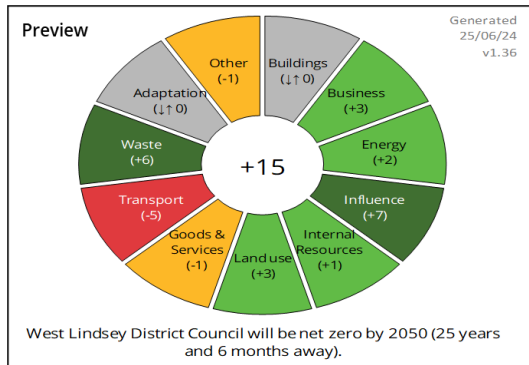 Preview
Generated
25/06/24
v1.36
Other
(-1)
Buildings
(↓↑ 0)
Adaptation
(↓↑ 0)
Business
(+3)
Waste
(+6)
Energy
(+2)
+15
Transport
(-5)
Influence
(+7)
Goods &
Services
(-1)
Internal
Resources
(+1)
Land use
(+3)
West Lindsey District Council will be net zero by 2050 (25 years
and 6 months away).